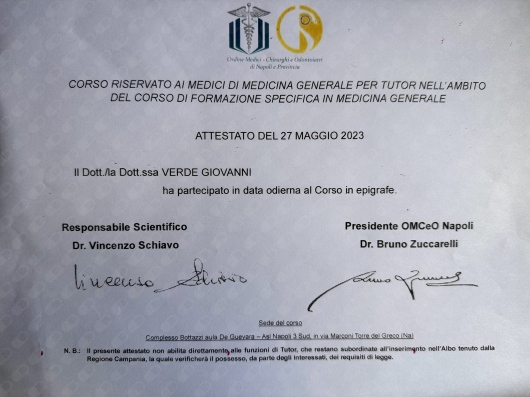 Ordine Medici - Chirurghi e Odontoiatri
di Napoli e Provincia
CORSO RISERVATO AI MEDICI DI MEDICINA GENERALE PER TUTOR NELL'AMBITO
DEL CORSO DI FORMAZIONE SPECIFICA IN MEDICINA GENERALE
ATTESTATO DEL 27 MAGGIO 2023
Il Dott./la Dott.ssa VERDE GIOVANNI
ha partecipato in data odierna al Corso in epigrafe.
Responsabile Scientifico
Dr. Vincenzo Schiavo
Presidente OMCeO Napoli
Dr. Bruno Zuccarelli
Vincenzo Schiavo
Sede del corso
Complesso Bottazzi aula De Guevara – Asl Napoli 3 Sud, in via Marconi Torre del Greco (Na)
N. B.: Il presente attestato non abilita direttamente alle funzioni di Tutor, che restano subordinate all'inserimento nell'Albo tenuto dalla
Regione Campania, la quale verificherà il possesso, da parte degli interessati, dei requisiti di legge.